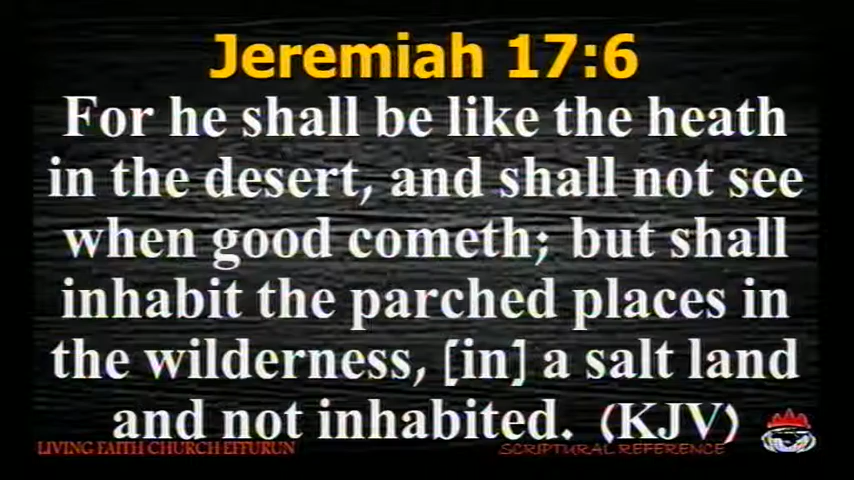 Jeremiah 17:6
For he shall be like the heath
in the desert, and shall not see
when good cometh; but shall
inhabit the parched places in
the wilderness, [in] a salt land
and not inhabited. (KJV)
LIVING FAITH CHURCH EFFURUN
SCRIPTURAL REFERENCE